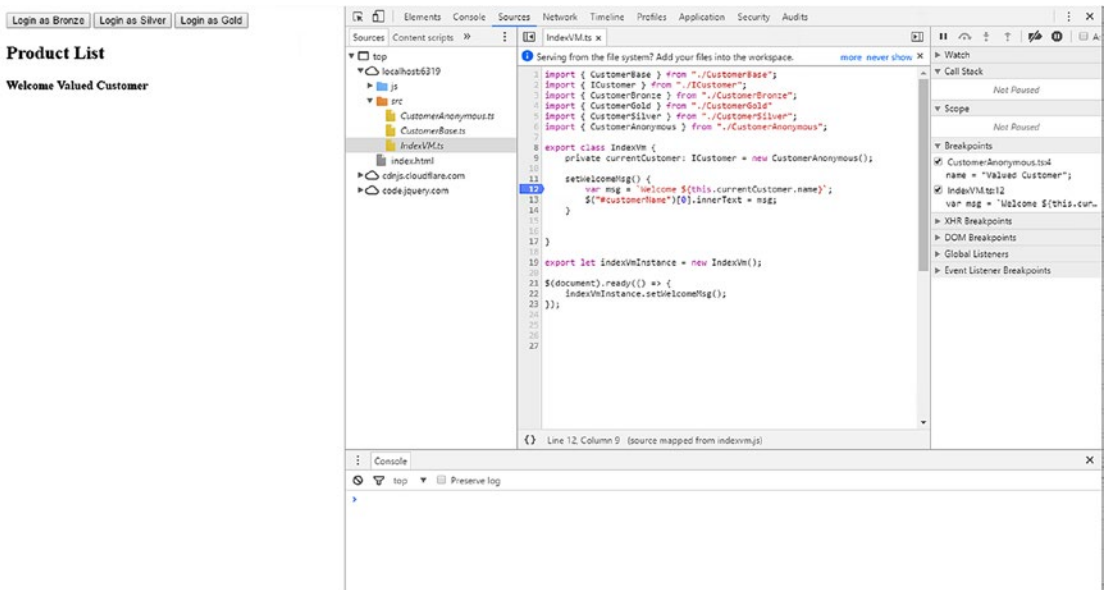 Login as Bronze Login as Silver Login as Gold
Product List
Welcome Valued Customer
Elements Console Sources Network Timeline Profiles Application Security Audits
Sources Content scripts »
top
localhost:6319
js
src
CustomerAnonymous.ts
CustomerBase.ts
IndexVM.ts
index.html
cdnjs.cloudflare.com
code.jquery.com
IndexVM.ts ×
Serving from the file system? Add your files into the workspace. more never show ×
1 import { CustomerBase } from "./CustomerBase";
2 import { ICustomer } from "./ICustomer";
3 import { CustomerBronze } from "./CustomerBronze";
4 import { CustomerGold } from "./CustomerGold"
5 import { CustomerSilver } from "./CustomerSilver";
6 import { CustomerAnonymous } from "./CustomerAnonymous";
7
8 export class IndexVm {
9 private currentCustomer: ICustomer = new CustomerAnonymous();
10
11 setWelcomeMsg() {
12 var msg = `Welcome ${this.currentCustomer.name}`;
13 $("#customerName")[0].innerText = msg;
14 }
15
16
17 }
18
19 export let indexVmInstance = new IndexVm();
20
21 $(document).ready(() => {
22 indexVmInstance.setWelcomeMsg();
23 });
24
25
26
27
{} Line 12, Column 9 (source mapped from indexvm.js)
A
Watch
Call Stack
Not Paused
Scope
Not Paused
Breakpoints
CustomerAnonymous.ts:4
name = "Valued Customer";
IndexVM.ts:12
var msg = `Welcome ${this.cur…
XHR Breakpoints
DOM Breakpoints
Global Listeners
Event Listener Breakpoints
Console
top ▼ Preserve log
>